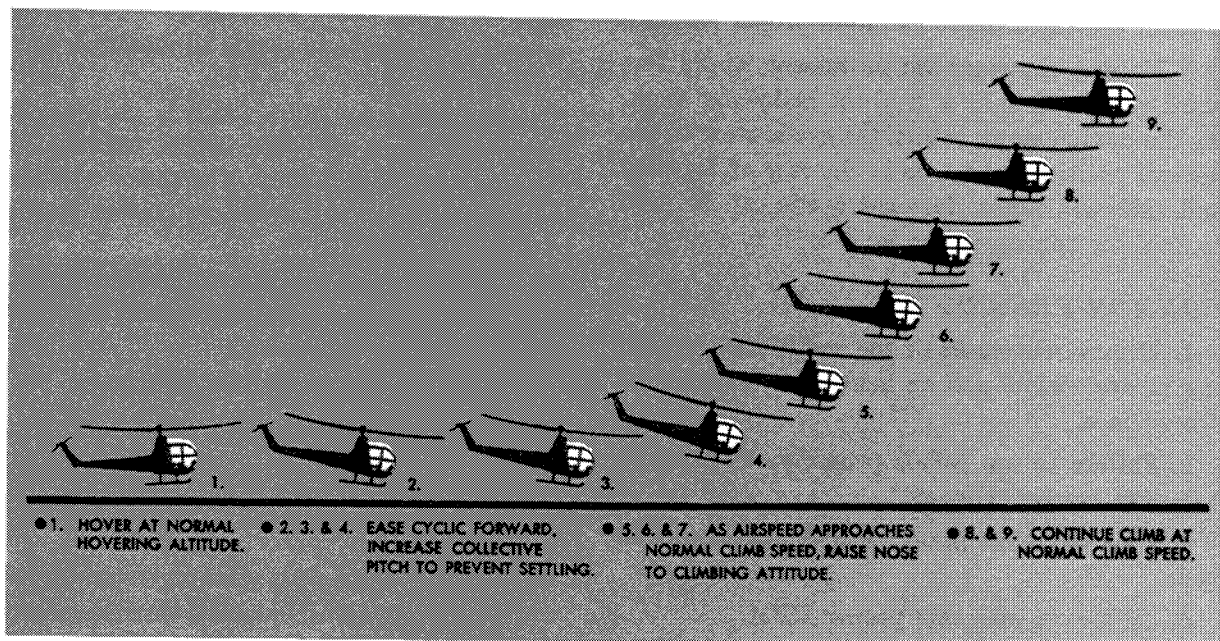 9.
8.
7.
6.
5.
4.
1.
2.
3.
●1. HOVER AT NORMAL
HOVERING ALTITUDE.
● 2. 3. & 4. EASE CYCLIC FORWARD,
INCREASE COLLECTIVE
PITCH TO PREVENT SETTLING.
● 5. 6. & 7. AS AIRSPEED APPROACHES
NORMAL CLIMB SPEED, RAISE NOSE
TO CLIMBING ATTITUDE.
● 8. & 9. CONTINUE CLIMB AT
NORMAL CLIMB SPEED.